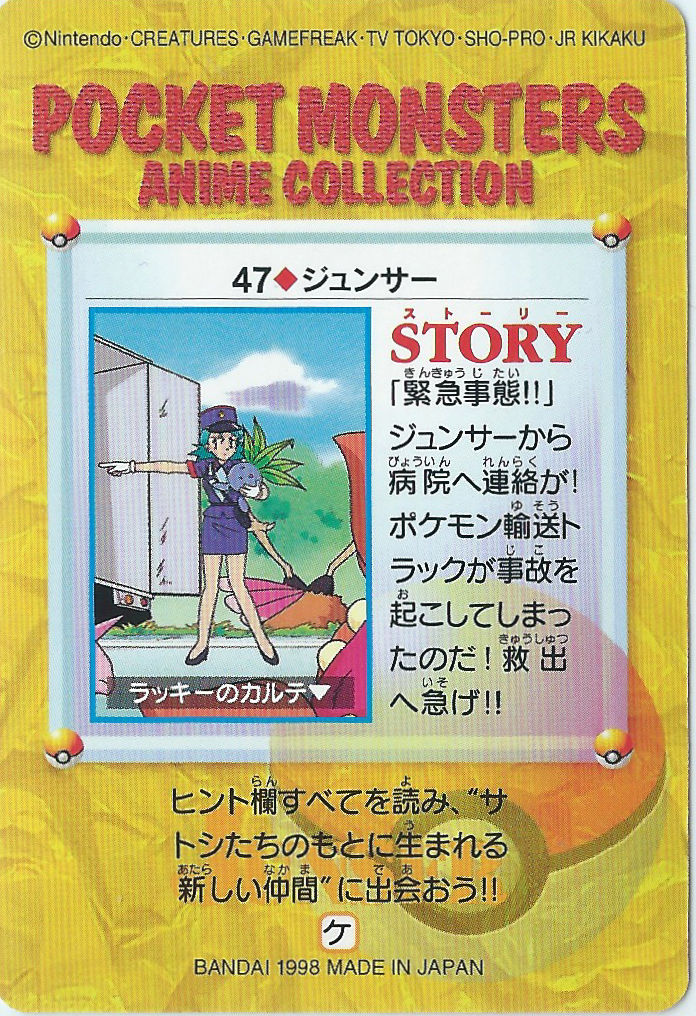 ©Nintendo・CREATURES・GAMEFREAK・TV TOKYO・SHO-PRO・JR KIKAKU
POCKET MONSTERS
ANIME COLLECTION
47◆ジュンサー
ストーリー
STORY
きんきゅうじたい
「緊急事態!!」
ジュンサーから
びょういん れんらく
病院へ連絡が!
ゆそう
ポケモン輸送ト
じこ
ラックが事故を
お
起こしてしまっ
きゅうしゅつ
たのだ!救出
いそ
へ急げ!!
ラッキーのカルテ▼
らん よ
ヒント欄すべてを読み、“サ
う
トシたちのもとに生まれる
あたら なかま であ
新しい仲間”に出会おう!!
ケ
BANDAI 1998 MADE IN JAPAN